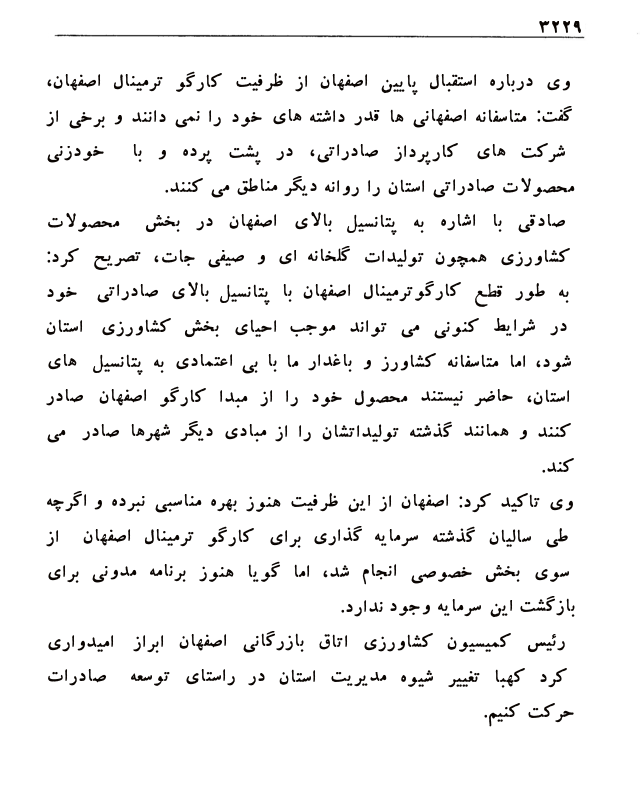 ۳۲۲۹
وی درباره استقبال پایین اصفهان از ظرفیت کارگو ترمینال اصفهان،
گفت: متاسفانه اصفهانی ها قدر داشته های خود را نمی دانند و برخی از
شرکت های کارپرداز صادراتی، در پشت پرده و با خودزنی
محصولات صادراتی استان را روانه دیگر مناطق می کنند.
صادقی با اشاره به پتانسیل بالای اصفهان در بخش محصولات
کشاورزی همچون تولیدات گلخانه ای و صیفی جات، تصریح کرد:
به طور قطع کارگوترمینال اصفهان با پتانسیل بالای صادراتی خود
در شرایط کنونی می تواند موجب احیای بخش کشاورزی استان
شود، اما متاسفانه کشاورز و باغدار ما با بی اعتمادی به پتانسیل های
استان، حاضر نیستند محصول خود را از مبدا کارگو اصفهان صادر
کنند و همانند گذشته تولیداتشان را از مبادی دیگر شهرها صادر می
کند.
وی تاکید کرد: اصفهان از این ظرفیت هنوز بهره مناسبی نبرده و اگرچه
طی سالیان گذشته سرمایه گذاری برای کارگو ترمینال اصفهان از
سوی بخش خصوصی انجام شد، اما گویا هنوز برنامه مدونی برای
بازگشت این سرمایه وجود ندارد.
رئیس کمیسیون کشاورزی اتاق بازرگانی اصفهان ابراز امیدواری
کرد کهبا تغییر شیوه مدیریت استان در راستای توسعه صادرات
حرکت کنیم.